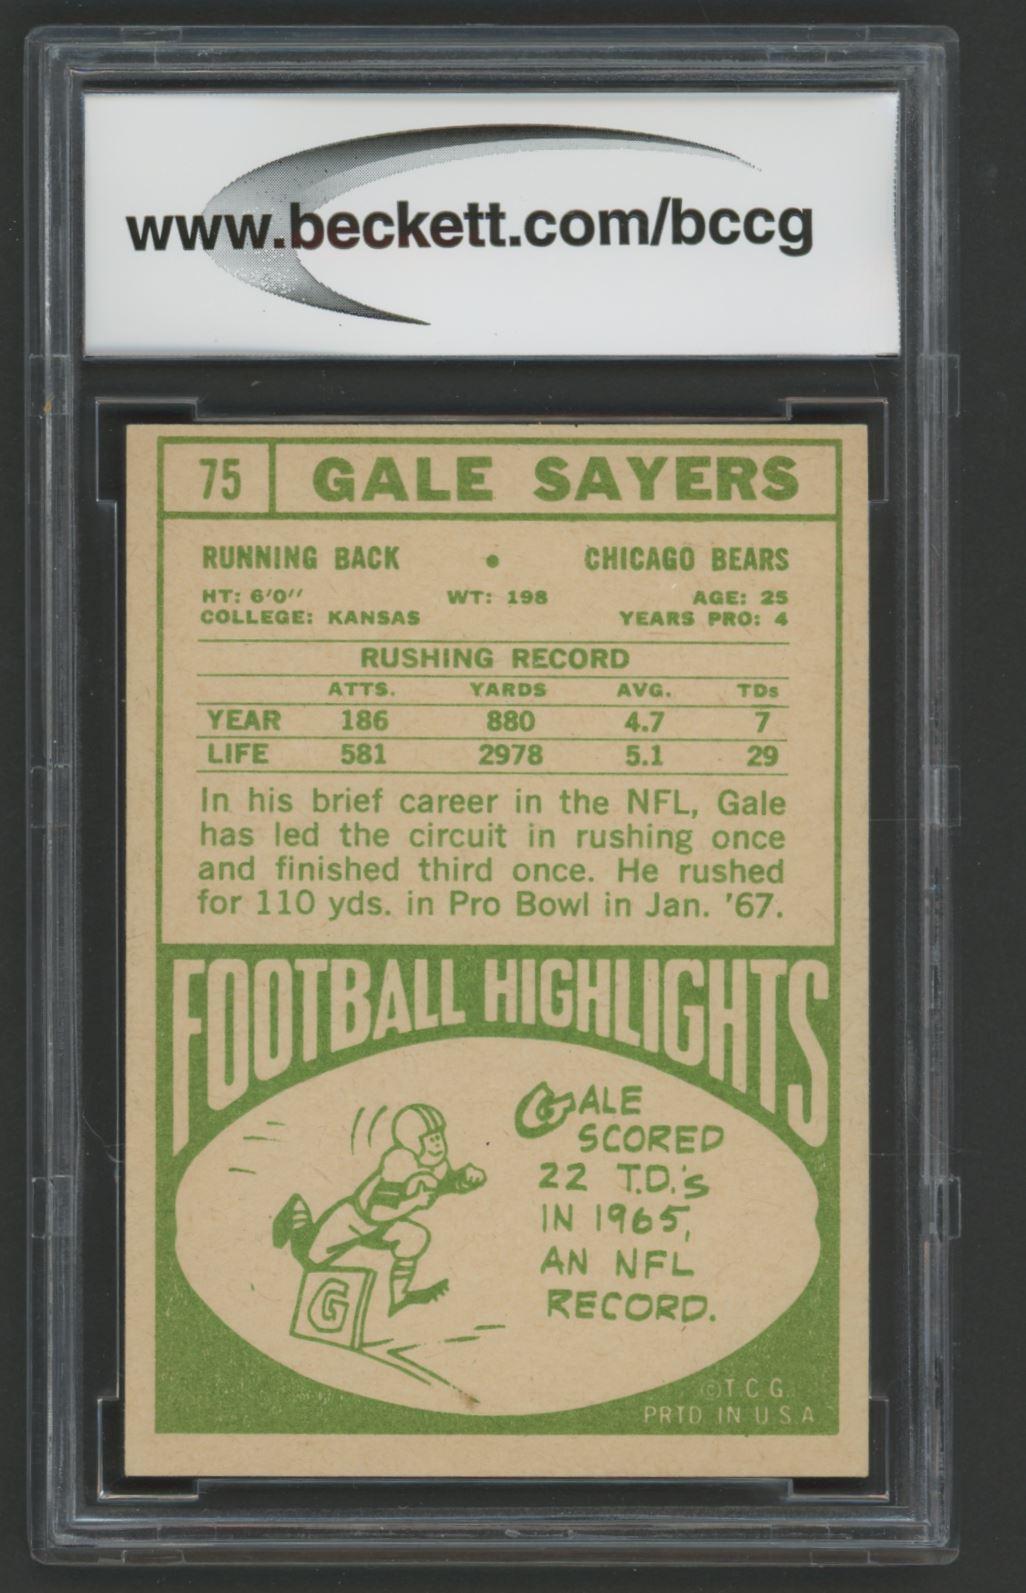 www.beckett.com/bccg
75 GALE SAYERS
RUNNING BACK • CHICAGO BEARS
HT: 6'0'' WT: 198 AGE: 25
COLLEGE: KANSAS YEARS PRO: 4
RUSHING RECORD
ATTS. YARDS AVG. TDs
YEAR 186 880 4.7 7
LIFE 581 2978 5.1 29
In his brief career in the NFL, Gale
has led the circuit in rushing once
and finished third once. He rushed
for 110 yds. in Pro Bowl in Jan. '67.
FOOTBALL HIGHLIGHTS
GALE
SCORED
22 T.D.'s
IN 1965,
AN NFL
RECORD.
G
©T.C.G.
PRTD. IN U.S.A.